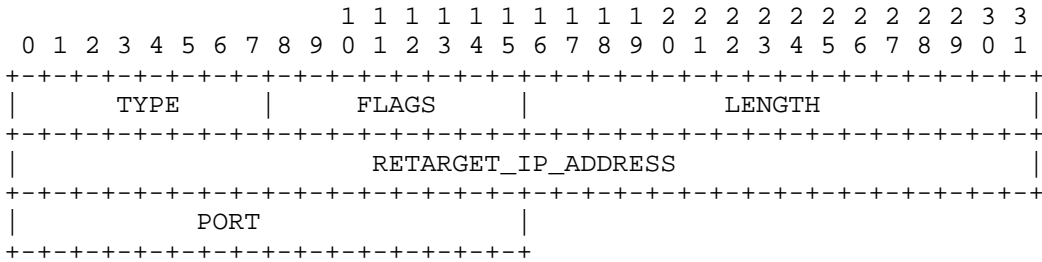 1 1 1 1 1 1 1 1 1 1 2 2 2 2 2 2 2 2 2 2 3 3
 0 1 2 3 4 5 6 7 8 9 0 1 2 3 4 5 6 7 8 9 0 1 2 3 4 5 6 7 8 9 0 1
+-+-+-+-+-+-+-+-+-+-+-+-+-+-+-+-+-+-+-+-+-+-+-+-+-+-+-+-+-+-+-+-+
|      TYPE     |     FLAGS     |            LENGTH             |
+-+-+-+-+-+-+-+-+-+-+-+-+-+-+-+-+-+-+-+-+-+-+-+-+-+-+-+-+-+-+-+-+
|                      RETARGET_IP_ADDRESS                      |
+-+-+-+-+-+-+-+-+-+-+-+-+-+-+-+-+-+-+-+-+-+-+-+-+-+-+-+-+-+-+-+-+
|           PORT                |
+-+-+-+-+-+-+-+-+-+-+-+-+-+-+-+-+